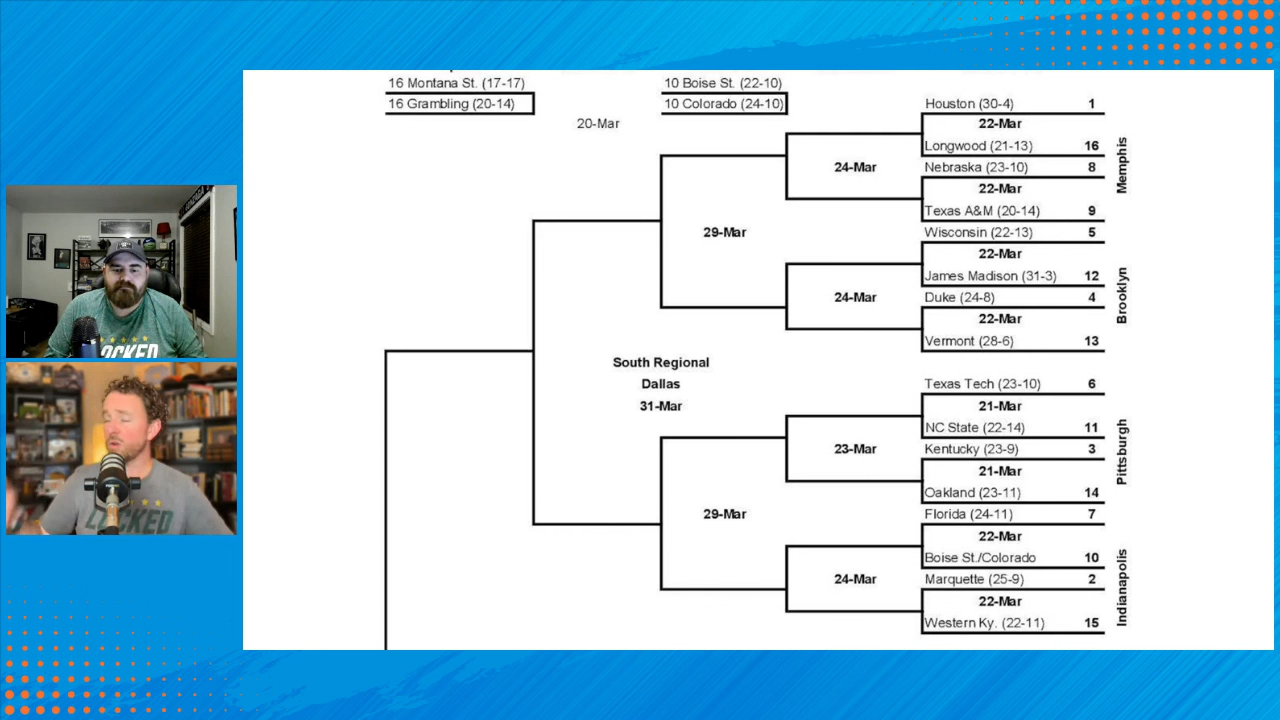 16 Montana St. (17-17)
16 Grambling (20-14)
20-Mar
10 Boise St. (22-10)
10 Colorado (24-10)
Houston (30-4) 1
22-Mar
Longwood (21-13) 16
Nebraska (23-10) 8
22-Mar
Texas A&M (20-14) 9
24-Mar
Memphis
Wisconsin (22-13) 5
22-Mar
James Madison (31-3) 12
Duke (24-8) 4
22-Mar
Vermont (28-6) 13
24-Mar
Brooklyn
29-Mar
South Regional
Dallas
31-Mar
Texas Tech (23-10) 6
21-Mar
NC State (22-14) 11
Kentucky (23-9) 3
21-Mar
Oakland (23-11) 14
23-Mar
Pittsburgh
Florida (24-11) 7
22-Mar
Boise St./Colorado 10
Marquette (25-9) 2
22-Mar
Western Ky. (22-11) 15
24-Mar
Indianapolis
29-Mar
LOCKED
LOCKED